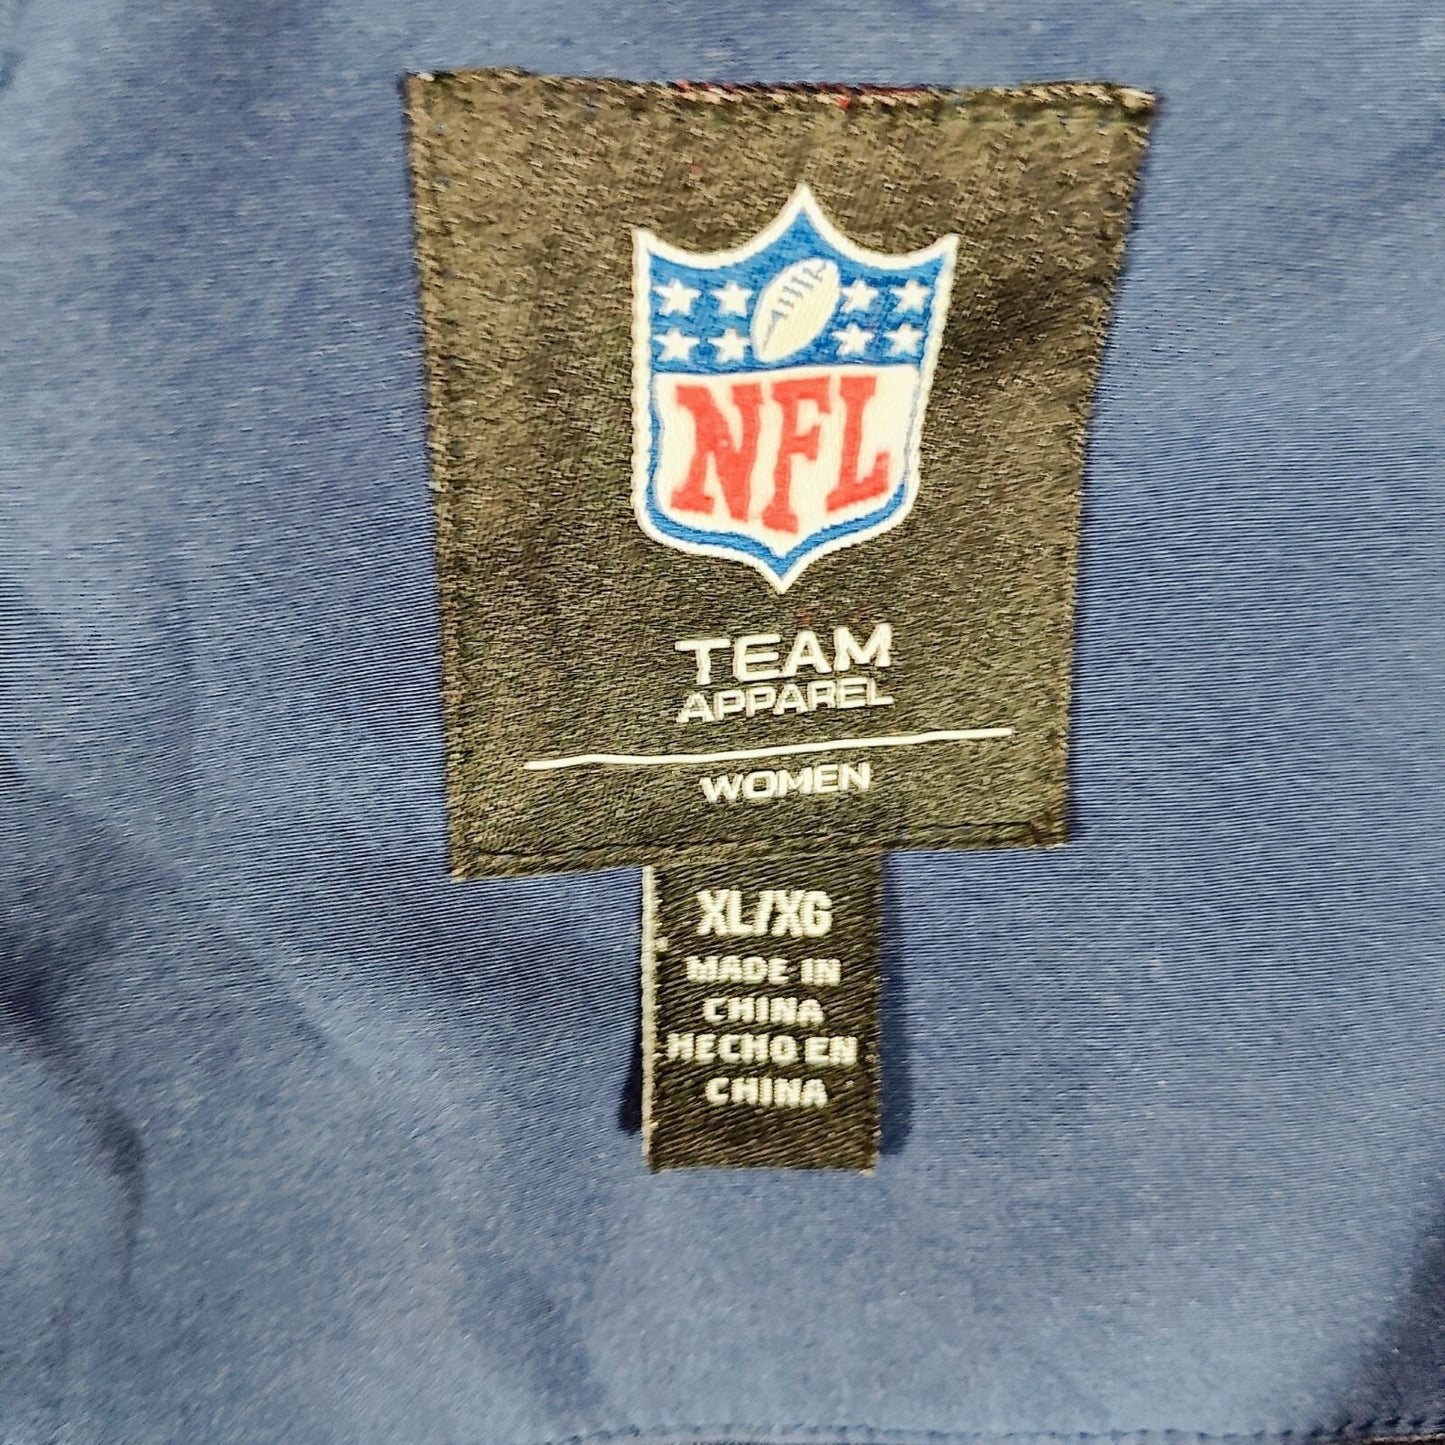 NFL
TEAM
APPAREL
WOMEN
XL/XG
MADE IN
CHINA
HECHO EN
CHINA